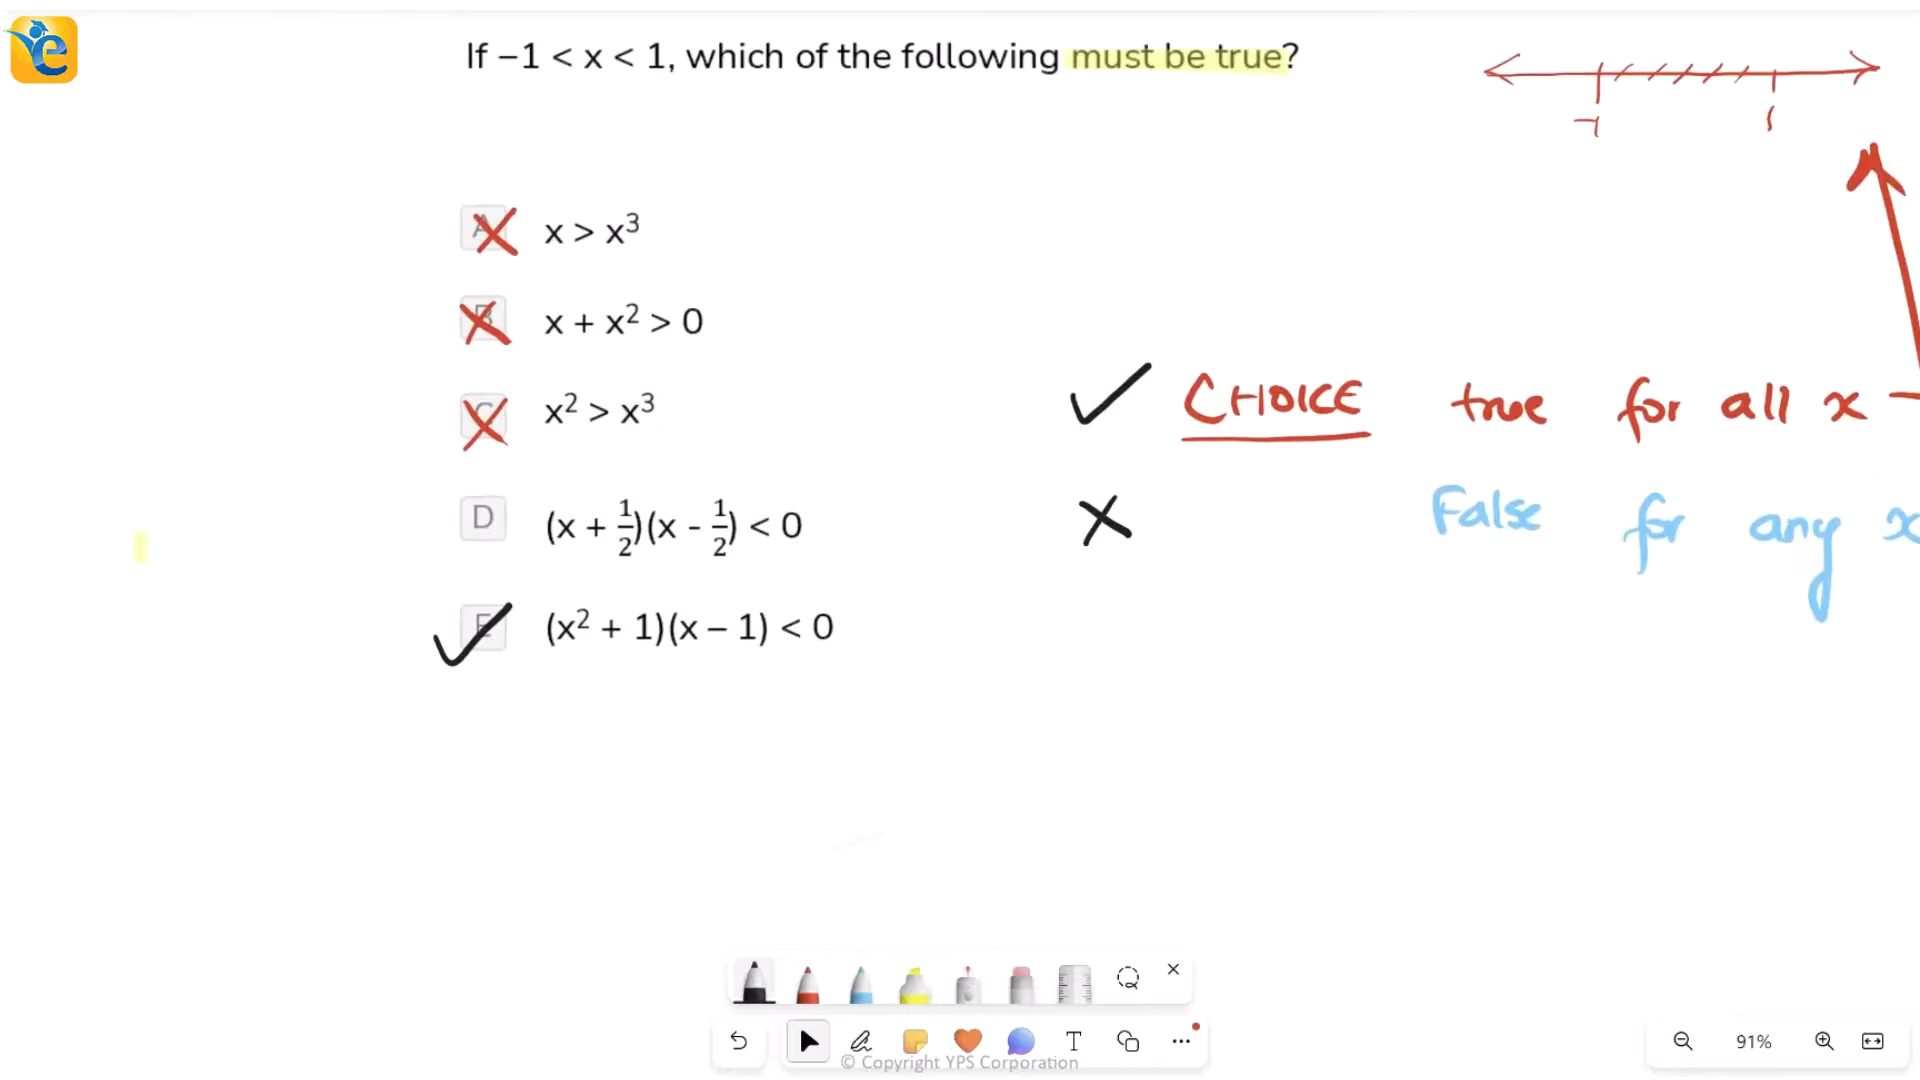 e
If −1 < x < 1, which of the following must be true?
-1
1
A x > x³
B x + x² > 0
C x² > x³
CHOICE true for all x
D (x + 1/2)(x - 1/2) < 0
False for any x
E (x² + 1)(x − 1) < 0
T
91%
© Copyright YPS Corporation